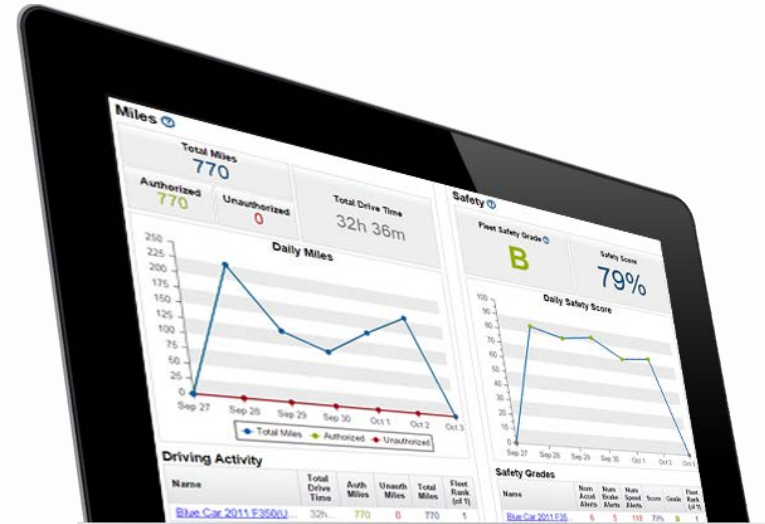 Miles
Total Miles
770
Authorized
770
Unauthorized
0
Total Drive Time
32h 36m
Daily Miles
250
225
200
175
150
125
100
75
50
25
0
Sep 27
Sep 28
Sep 29
Sep 30
Oct 1
Oct 2
Oct 3
Total Miles
Authorized
Unauthorized
Driving Activity
Name
Total Drive Time
Auth Miles
Unauth Miles
Total Miles
Fleet Rank (of 1)
Blue Car 2011 F350(U...
32h...
770
0
770
1
Safety
Fleet Safety Grade
B
Safety Score
79%
Daily Safety Score
100
90
80
70
60
50
40
30
20
10
0
Sep 27
Sep 28
Sep 29
Sep 30
Oct 1
Oct 2
Oct 3
Safety Grades
Name
Num Accel Alerts
Num Brake Alerts
Num Speed Alerts
Score
Grade
Fleet Rank (of 1)
Blue Car 2011 F35...
6
5
113
79%
B
1